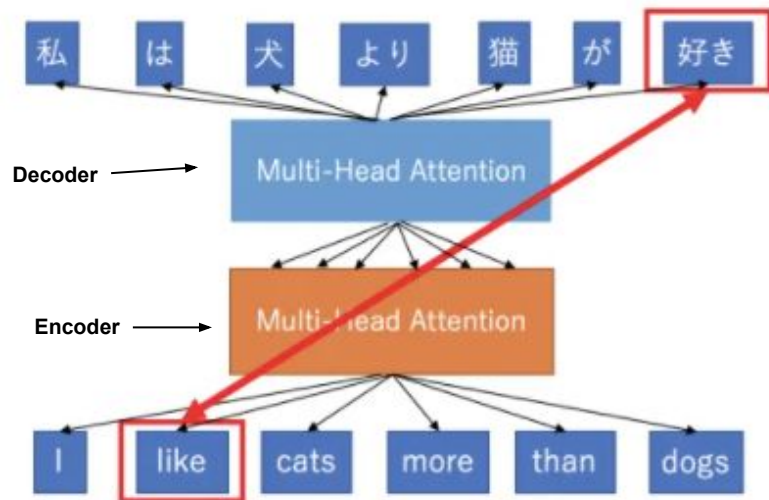 私 は 犬 より 猫 が 好き
Decoder
Multi-Head Attention
Encoder
Multi-Head Attention
I like cats more than dogs